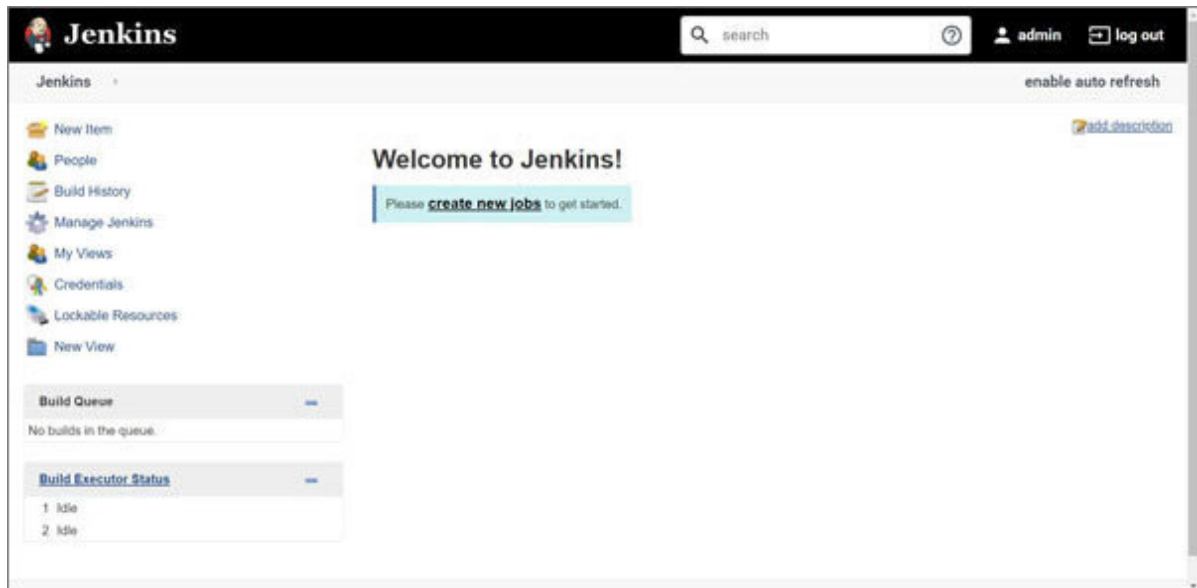 Jenkins
search
admin
log out
Jenkins
enable auto refresh
New Item
People
Build History
Manage Jenkins
My Views
Credentials
Lockable Resources
New View
add description
Welcome to Jenkins!
Please create new jobs to get started.
Build Queue
No builds in the queue.
Build Executor Status
1 Idle
2 Idle